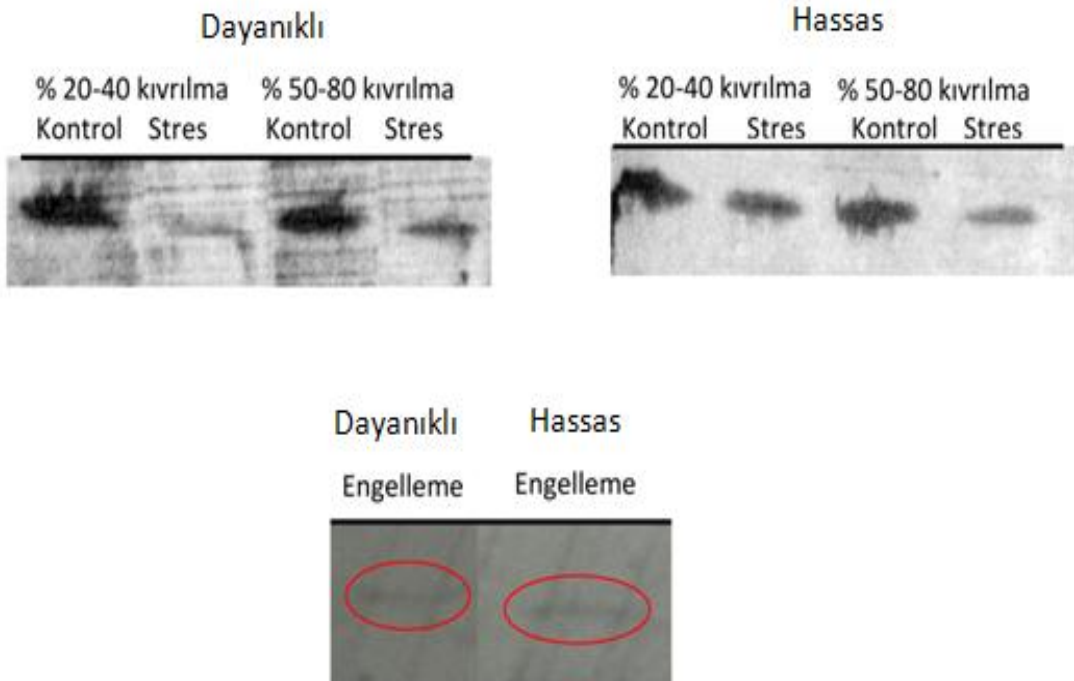 Dayanıklı
% 20-40 kıvrılma % 50-80 kıvrılma
Kontrol Stres Kontrol Stres
Hassas
% 20-40 kıvrılma % 50-80 kıvrılma
Kontrol Stres Kontrol Stres
Dayanıklı Hassas
Engelleme Engelleme